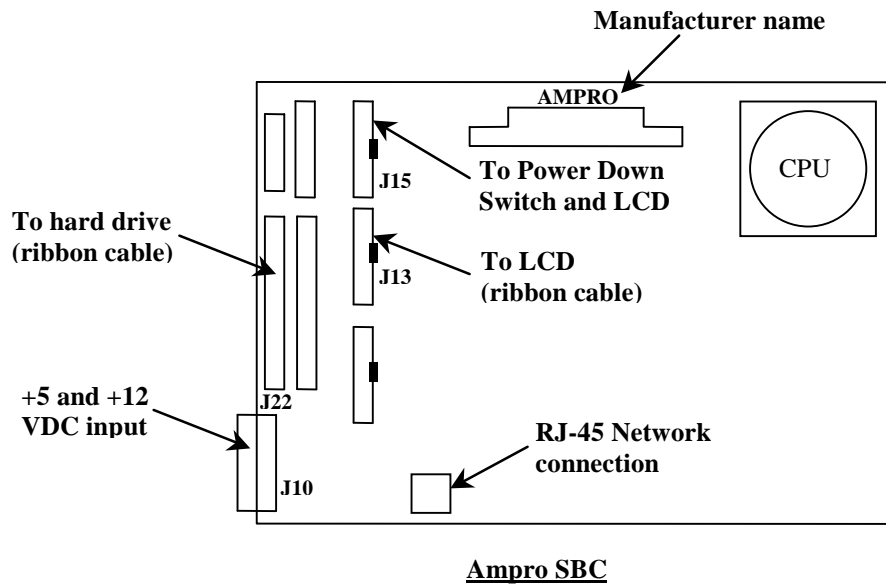 Manufacturer name
AMPRO
To Power Down
Switch and LCD
J15
CPU
To hard drive
(ribbon cable)
To LCD
(ribbon cable)
J13
+5 and +12
VDC input
J22
RJ-45 Network
connection
J10
Ampro SBC